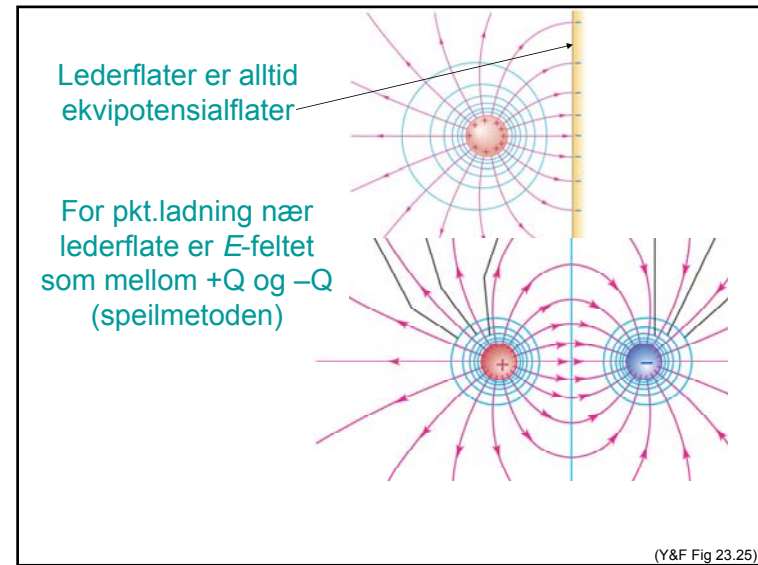 Lederflater er alltid
ekvipotensialflater
For pkt.ladning nær
lederflate er E-feltet
som mellom +Q og –Q
(speilmetoden)
+
–
(Y&F Fig 23.25)